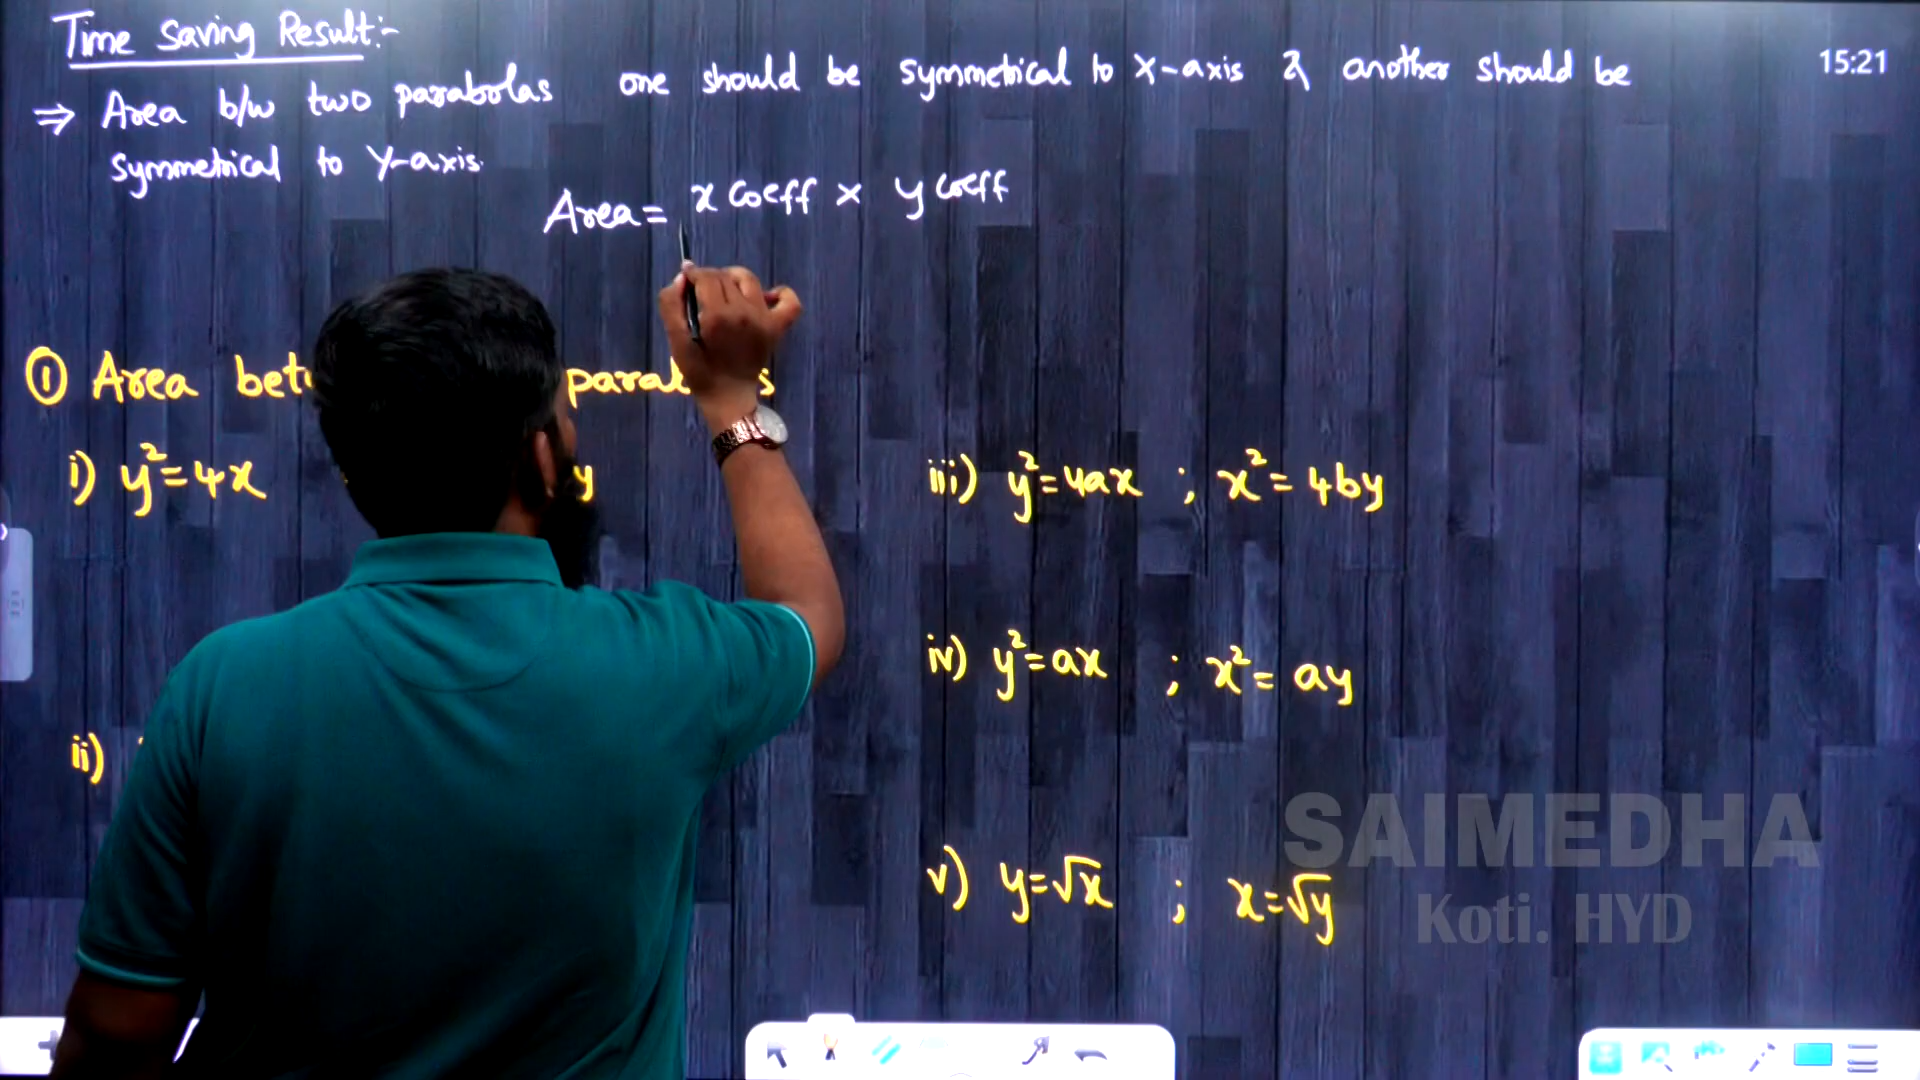 Time Saving Result:-
15:21
⇒ Area b/w two parabolas one should be symmetrical to X-axis & another should be
symmetrical to Y-axis.
Area = x coeff × y coeff
① Area parab s
i) y² = 4x y
ii)
iii) y² = 4ax ; x² = 4by
iv) y² = ax ; x² = ay
v) y = √x ; x = √y
SAIMEDHA
Koti. HYD